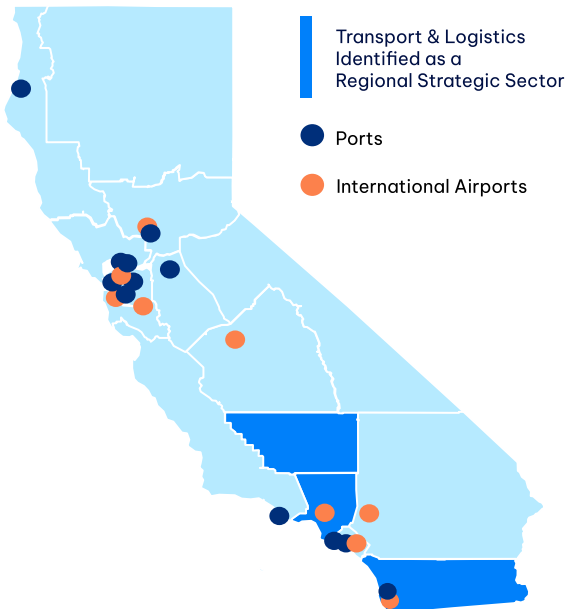 Transport & Logistics
Identified as a
Regional Strategic Sector
Ports
International Airports